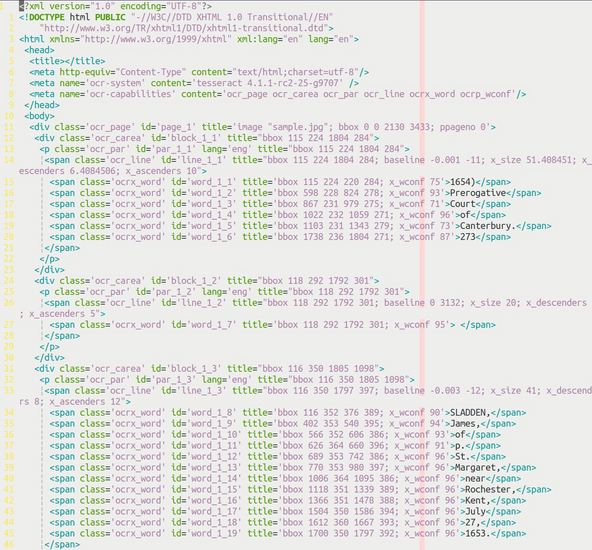 1 <?xml version="1.0" encoding="UTF-8"?>
2 <!DOCTYPE html PUBLIC "-//W3C//DTD XHTML 1.0 Transitional//EN"
3     "http://www.w3.org/TR/xhtml1/DTD/xhtml1-transitional.dtd">
4 <html xmlns="http://www.w3.org/1999/xhtml" xml:lang="en" lang="en">
5  <head>
6   <title></title>
7   <meta http-equiv="Content-Type" content="text/html;charset=utf-8"/>
8   <meta name='ocr-system' content='tesseract 4.1.1-rc2-25-g9707' />
9   <meta name='ocr-capabilities' content='ocr_page ocr_carea ocr_par ocr_line ocrx_word ocrp_wconf'/>
10  </head>
11  <body>
12   <div class='ocr_page' id='page_1' title='image "sample.jpg"; bbox 0 0 2130 3433; ppageno 0'>
13    <div class='ocr_carea' id='block_1_1' title="bbox 115 224 1804 284">
14     <p class='ocr_par' id='par_1_1' lang='eng' title="bbox 115 224 1804 284">
15      <span class='ocr_line' id='line_1_1' title="bbox 115 224 1804 284; baseline -0.001 -11; x_size 51.408451; x_d
escenders 6.4084506; x_ascenders 10">
16       <span class='ocrx_word' id='word_1_1' title='bbox 115 224 220 284; x_wconf 75'>1654)</span>
17       <span class='ocrx_word' id='word_1_2' title='bbox 598 228 824 278; x_wconf 93'>Prerogative</span>
18       <span class='ocrx_word' id='word_1_3' title='bbox 867 231 979 275; x_wconf 71'>Court</span>
19       <span class='ocrx_word' id='word_1_4' title='bbox 1022 232 1059 271; x_wconf 96'>of</span>
20       <span class='ocrx_word' id='word_1_5' title='bbox 1103 231 1343 279; x_wconf 73'>Canterbury.</span>
21       <span class='ocrx_word' id='word_1_6' title='bbox 1738 236 1804 271; x_wconf 87'>273</span>
22      </span>
23     </p>
24    </div>
25    <div class='ocr_carea' id='block_1_2' title="bbox 118 292 1792 301">
26     <p class='ocr_par' id='par_1_2' lang='eng' title="bbox 118 292 1792 301">
27      <span class='ocr_line' id='line_1_2' title="bbox 118 292 1792 301; baseline 0 3132; x_size 20; x_descenders 
; x_ascenders 5">
<span class='ocrx_word' id='word_1_7' title='bbox 118 292 1792 301; x_wconf 95'> </span>
</span>
</p>
</div>
<div class='ocr_carea' id='block_1_3' title="bbox 116 350 1805 1098">
<p class='ocr_par' id='par_1_3' lang='eng' title="bbox 116 350 1805 1098">
<span class='ocr_line' id='line_1_3' title="bbox 116 350 1797 397; baseline -0.003 -12; x_size 41; x_descende
rs 8; x_ascenders 12">
<span class='ocrx_word' id='word_1_8' title='bbox 116 352 376 389; x_wconf 90'>SLADDEN,</span>
<span class='ocrx_word' id='word_1_9' title='bbox 402 353 540 395; x_wconf 94'>James,</span>
<span class='ocrx_word' id='word_1_10' title='bbox 566 352 606 386; x_wconf 93'>of</span>
<span class='ocrx_word' id='word_1_11' title='bbox 626 364 660 396; x_wconf 91'>p.</span>
<span class='ocrx_word' id='word_1_12' title='bbox 689 353 742 386; x_wconf 96'>St.</span>
<span class='ocrx_word' id='word_1_13' title='bbox 770 353 980 397; x_wconf 96'>Margaret,</span>
<span class='ocrx_word' id='word_1_14' title='bbox 1006 364 1095 386; x_wconf 96'>near</span>
<span class='ocrx_word' id='word_1_15' title='bbox 1118 351 1339 389; x_wconf 96'>Rochester,</span>
<span class='ocrx_word' id='word_1_16' title='bbox 1366 351 1478 388; x_wconf 96'>Kent,</span>
<span class='ocrx_word' id='word_1_17' title='bbox 1504 350 1586 394; x_wconf 96'>July</span>
<span class='ocrx_word' id='word_1_18' title='bbox 1612 360 1667 393; x_wconf 96'>27,</span>
<span class='ocrx_word' id='word_1_19' title='bbox 1700 350 1797 392; x_wconf 96'>1653.</span>
</span>